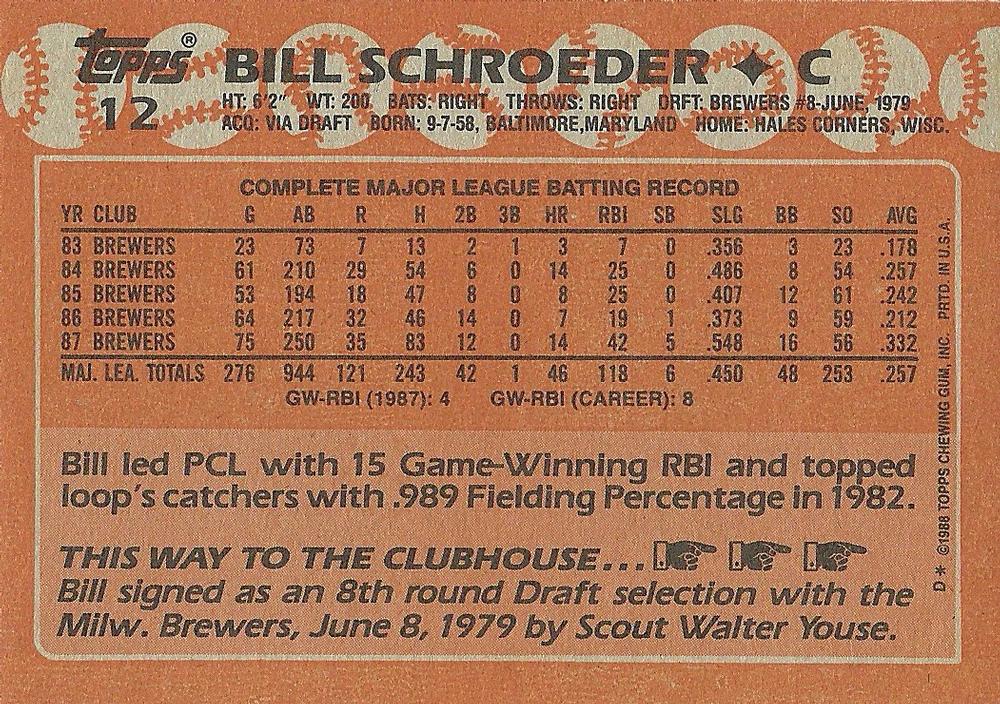 topps® BILL SCHROEDER ✦ C
12 HT: 6'2" WT: 200 BATS: RIGHT THROWS: RIGHT DRFT: BREWERS #8-JUNE, 1979
ACQ: VIA DRAFT BORN: 9-7-58, BALTIMORE,MARYLAND HOME: HALES CORNERS, WISC.
COMPLETE MAJOR LEAGUE BATTING RECORD
YR CLUB G AB R H 2B 3B HR RBI SB SLG BB SO AVG
83 BREWERS 23 73 7 13 2 1 3 7 0 .356 3 23 .178
84 BREWERS 61 210 29 54 6 0 14 25 0 .486 8 54 .257
85 BREWERS 53 194 18 47 8 0 8 25 0 .407 12 61 .242
86 BREWERS 64 217 32 46 14 0 7 19 1 .373 9 59 .212
87 BREWERS 75 250 35 83 12 0 14 42 5 .548 16 56 .332
MAJ. LEA. TOTALS 276 944 121 243 42 1 46 118 6 .450 48 253 .257
GW-RBI (1987): 4 GW-RBI (CAREER): 8
Bill led PCL with 15 Game-Winning RBI and topped
loop's catchers with .989 Fielding Percentage in 1982.
THIS WAY TO THE CLUBHOUSE...
Bill signed as an 8th round Draft selection with the
Milw. Brewers, June 8, 1979 by Scout Walter Youse.
D* ©1988 TOPPS CHEWING GUM, INC. PRTD. IN U.S.A.